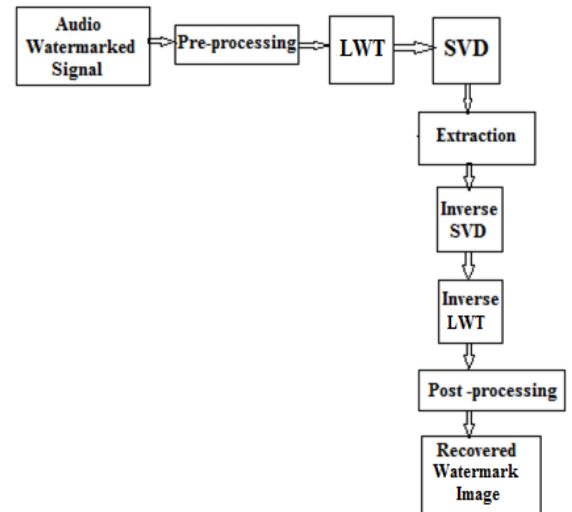 Audio
Watermarked
Signal
Pre-processing
LWT
SVD
Extraction
Inverse
SVD
Inverse
LWT
Post -processing
Recovered
Watermark
Image